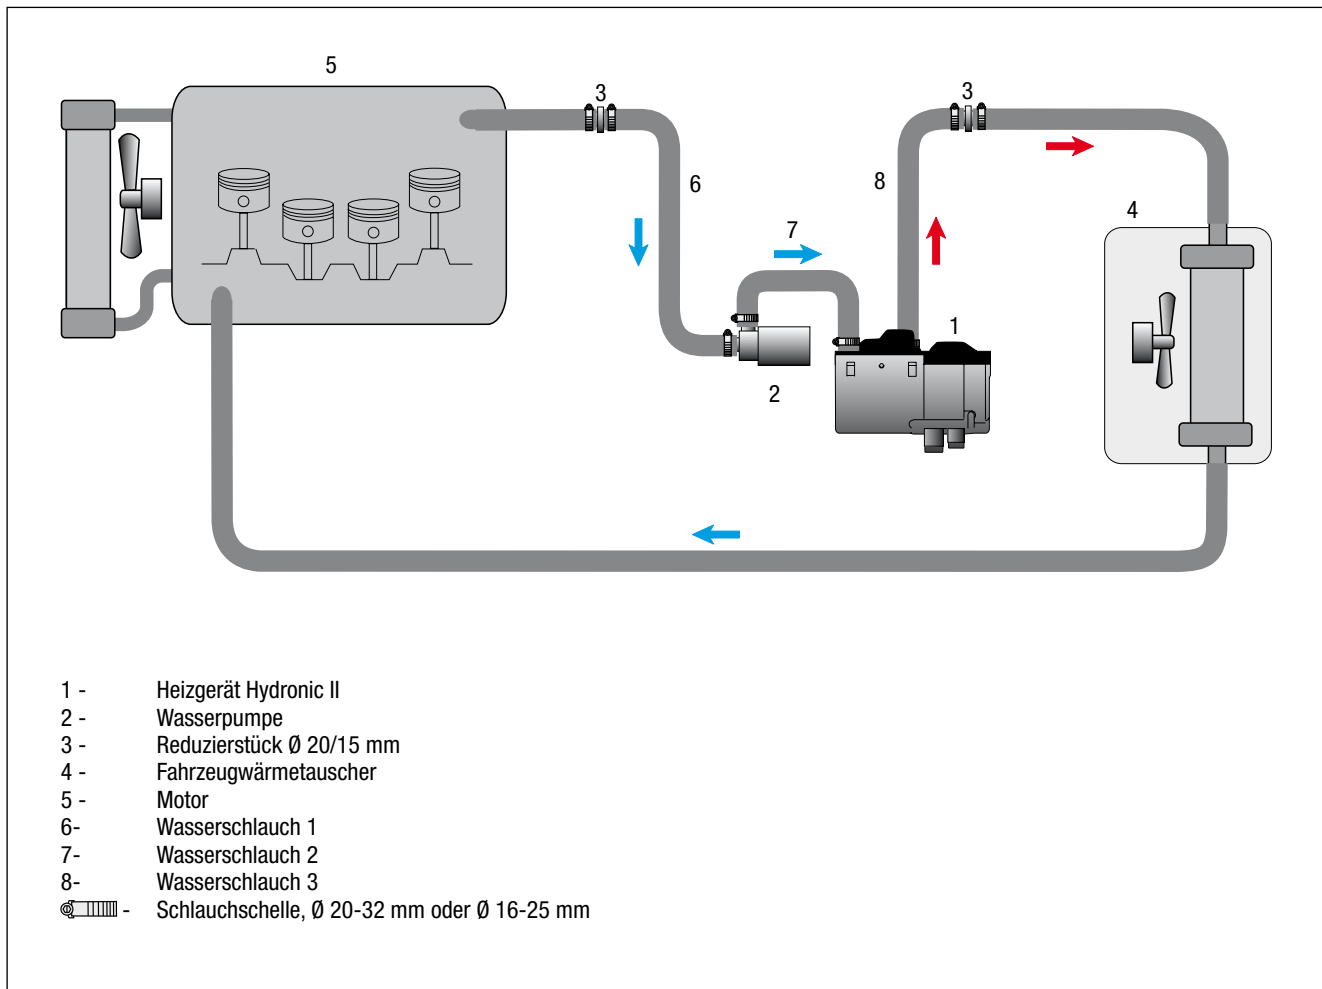 5
3
3
6
8
7
4
1
2
1 - Heizgerät Hydronic II
2 - Wasserpumpe
3 - Reduzierstück Ø 20/15 mm
4 - Fahrzeugwärmetauscher
5 - Motor
6- Wasserschlauch 1
7- Wasserschlauch 2
8- Wasserschlauch 3
- Schlauchschelle, Ø 20-32 mm oder Ø 16-25 mm